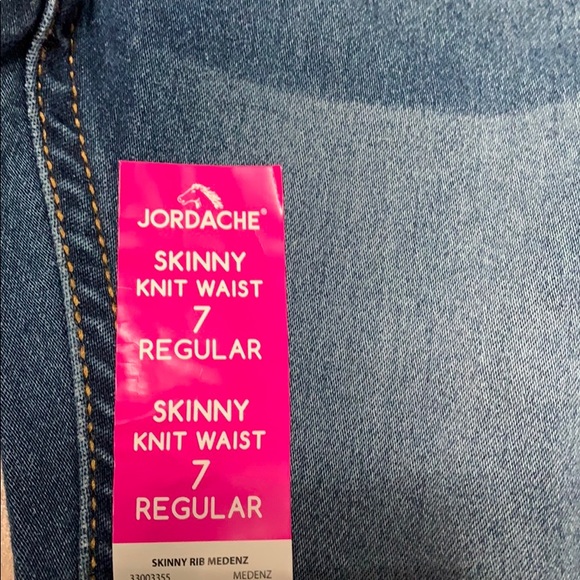 JORDACHE®
SKINNY
KNIT WAIST
7
REGULAR
SKINNY
KNIT WAIST
7
REGULAR
SKINNY RIB MEDENZ
33003355 MEDENZ